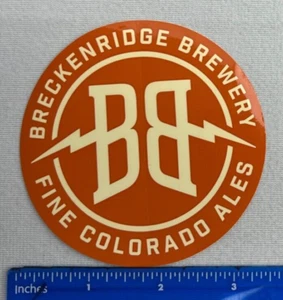 BRECKENRIDGE BREWERY
BB
FINE COLORADO ALES
Inches 1 2 3